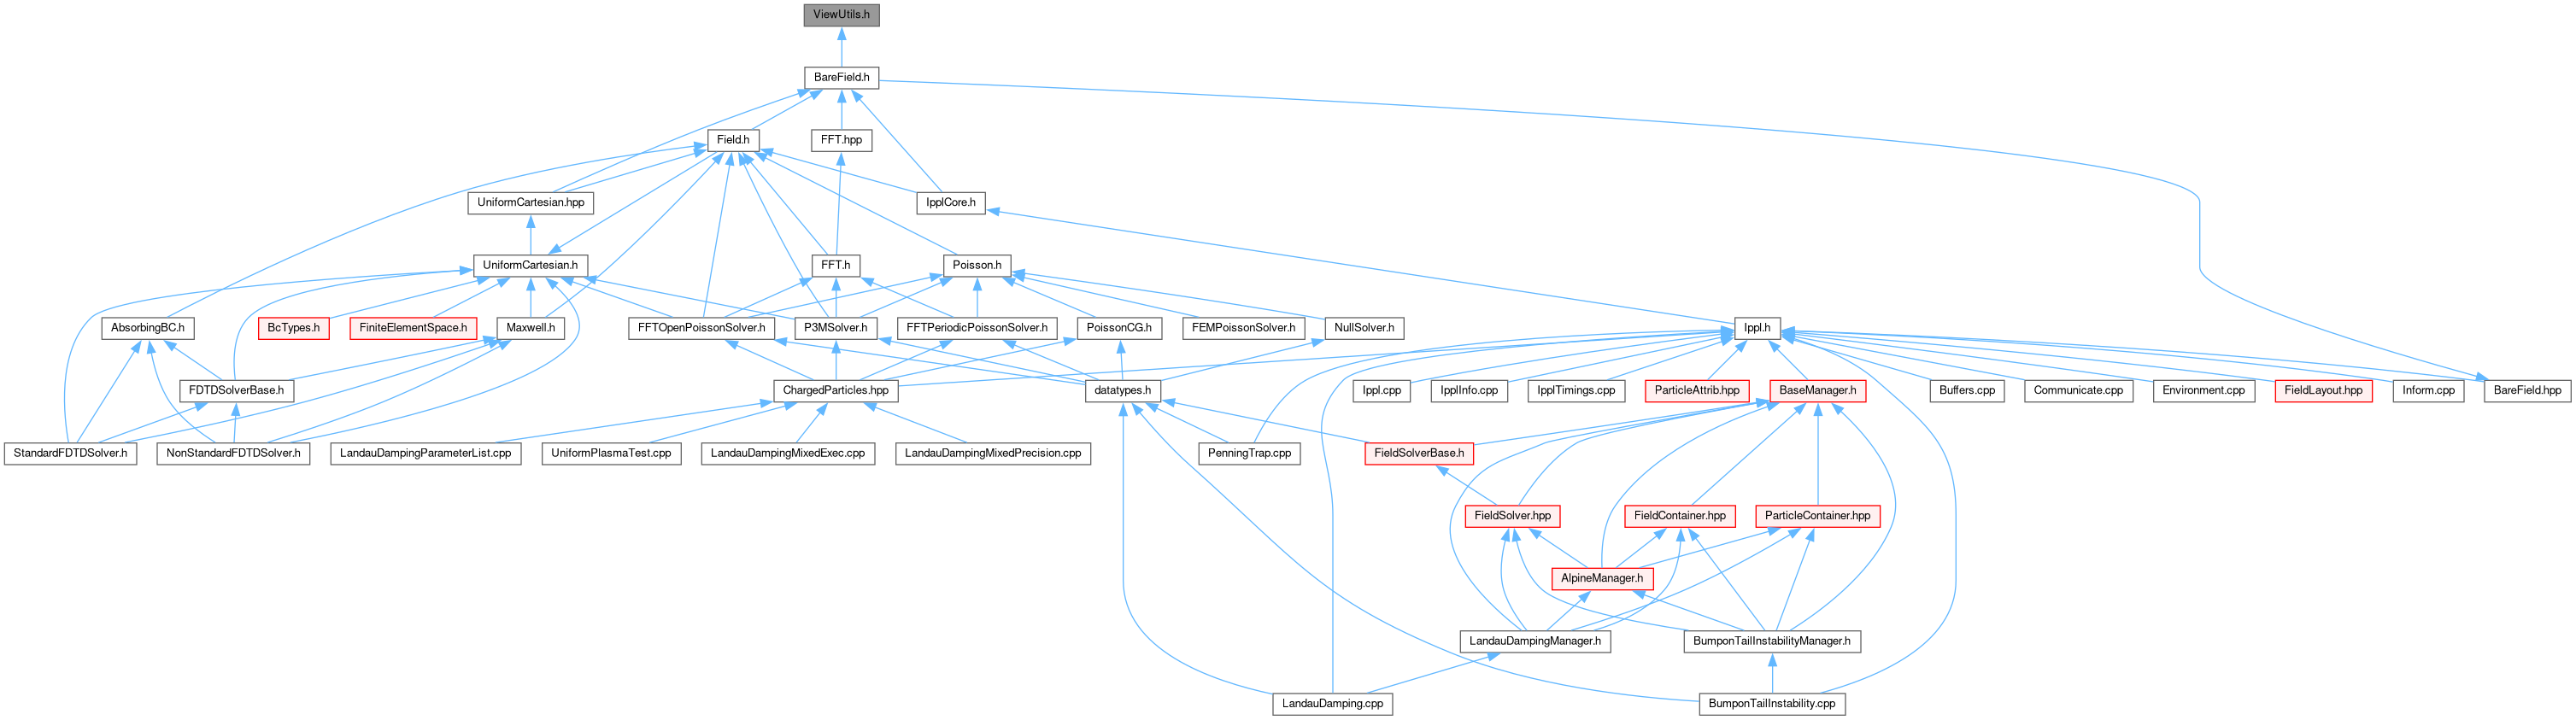 ViewUtils.h
BareField.h
Field.h
FFT.hpp
UniformCartesian.hpp
IpplCore.h
UniformCartesian.h
FFT.h
Poisson.h
AbsorbingBC.h
BcTypes.h
FiniteElementSpace.h
Maxwell.h
FFTOpenPoissonSolver.h
P3MSolver.h
FFTPeriodicPoissonSolver.h
PoissonCG.h
FEMPoissonSolver.h
NullSolver.h
Ippl.h
FDTDSolverBase.h
ChargedParticles.hpp
datatypes.h
Ippl.cpp
IpplInfo.cpp
IpplTimings.cpp
ParticleAttrib.hpp
BaseManager.h
Buffers.cpp
Communicate.cpp
Environment.cpp
FieldLayout.hpp
Inform.cpp
BareField.hpp
StandardFDTDSolver.h
NonStandardFDTDSolver.h
LandauDampingParameterList.cpp
UniformPlasmaTest.cpp
LandauDampingMixedExec.cpp
LandauDampingMixedPrecision.cpp
PenningTrap.cpp
FieldSolverBase.h
FieldSolver.hpp
FieldContainer.hpp
ParticleContainer.hpp
AlpineManager.h
LandauDampingManager.h
BumponTailInstabilityManager.h
LandauDamping.cpp
BumponTailInstability.cpp